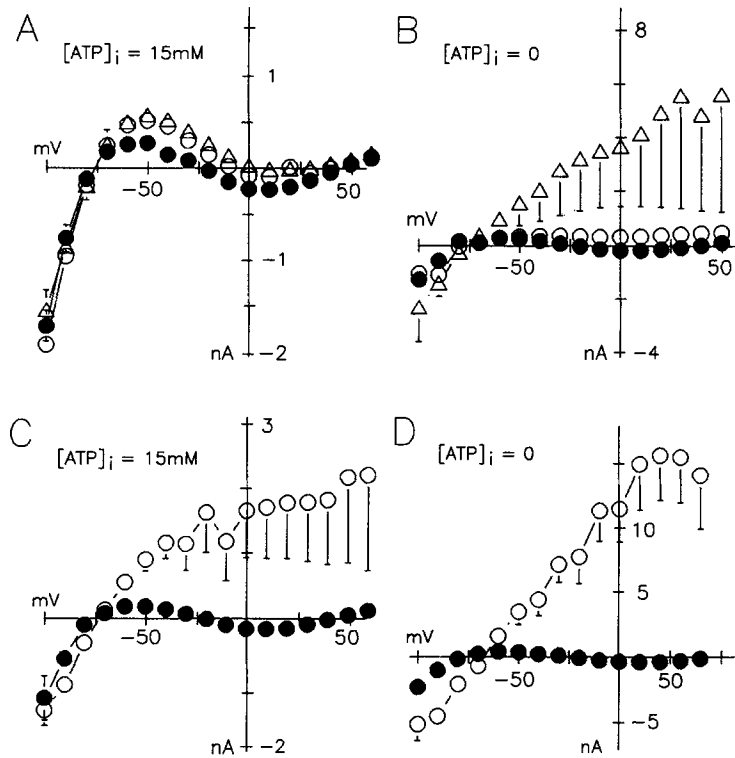 A
[ATP]i = 15mM
1
mV
-50
50
-1
nA
-2
B
[ATP]i = 0
8
mV
-50
50
nA
-4
C
[ATP]i = 15mM
3
mV
-50
50
nA
-2
D
[ATP]i = 0
10
5
mV
-50
50
-5
nA